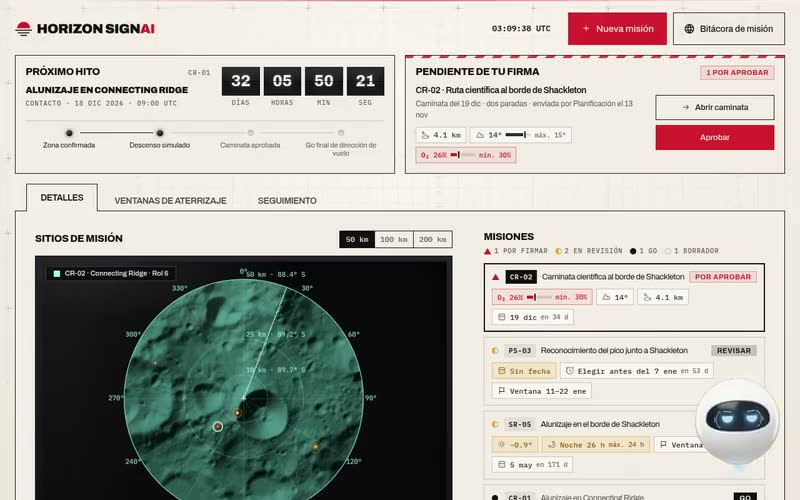 HORIZON SIGNAI
03:09:38 UTC
+ Nueva misión
Bitácora de misión
PRÓXIMO HITO
CR-01
ALUNIZAJE EN CONNECTING RIDGE
CONTACTO · 18 DIC 2026 · 09:00 UTC
32 05 50 21
DÍAS HORAS MIN SEG
Zona confirmada
Descenso simulado
Caminata aprobada
Go final de dirección de vuelo
PENDIENTE DE TU FIRMA
1 POR APROBAR
CR-02 · Ruta científica al borde de Shackleton
Caminata del 19 dic · dos paradas · enviada por Planificación el 13
nov
4.1 km
14° máx. 15°
O₂ 26% mín. 30%
→ Abrir caminata
Aprobar
DETALLES
VENTANAS DE ATERRIZAJE
SEGUIMIENTO
SITIOS DE MISIÓN
50 km 100 km 200 km
CR-02 · Connecting Ridge · Rol 6
0°
50 km · 88.4° S
330°
30°
300°
25 km · 89.2° S
60°
10 km · 89.7° S
270°
90°
240°
120°
MISIONES
1 POR FIRMAR 2 EN REVISIÓN 1 GO 1 BORRADOR
CR-02 Caminata científica al borde de Shackleton POR APROBAR
O₂ 26% mín. 30% 14° 4.1 km
19 dic en 34 d
PS-03 Reconocimiento del pico junto a Shackleton REVISAR
Sin fecha Elegir antes del 7 ene en 53 d
Ventana 11–22 ene
SR-05 Alunizaje en el borde de Shackleton
−0.9° Noche 26 h máx. 24 h Ventana
5 may en 171 d
CR-01 Alunizaje en Connecting Ridge GO